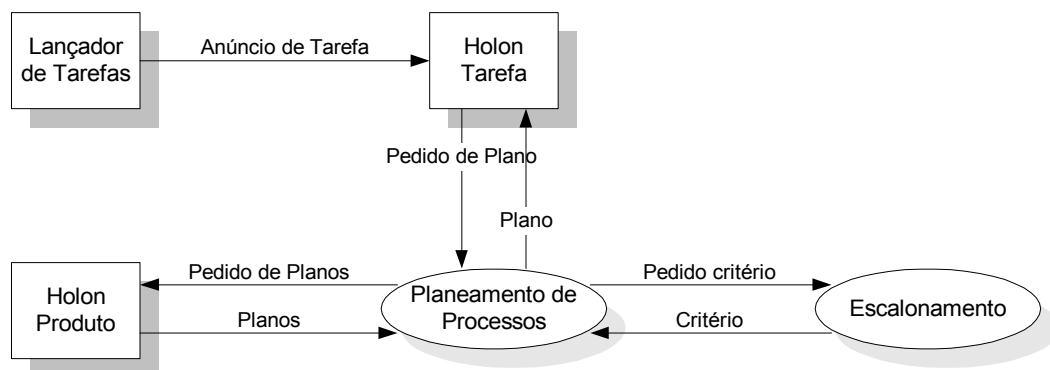 Lançador
de Tarefas
Anúncio de Tarefa
Holon
Tarefa
Pedido de Plano
Plano
Holon
Produto
Pedido de Planos
Planos
Planeamento de
Processos
Pedido critério
Critério
Escalonamento